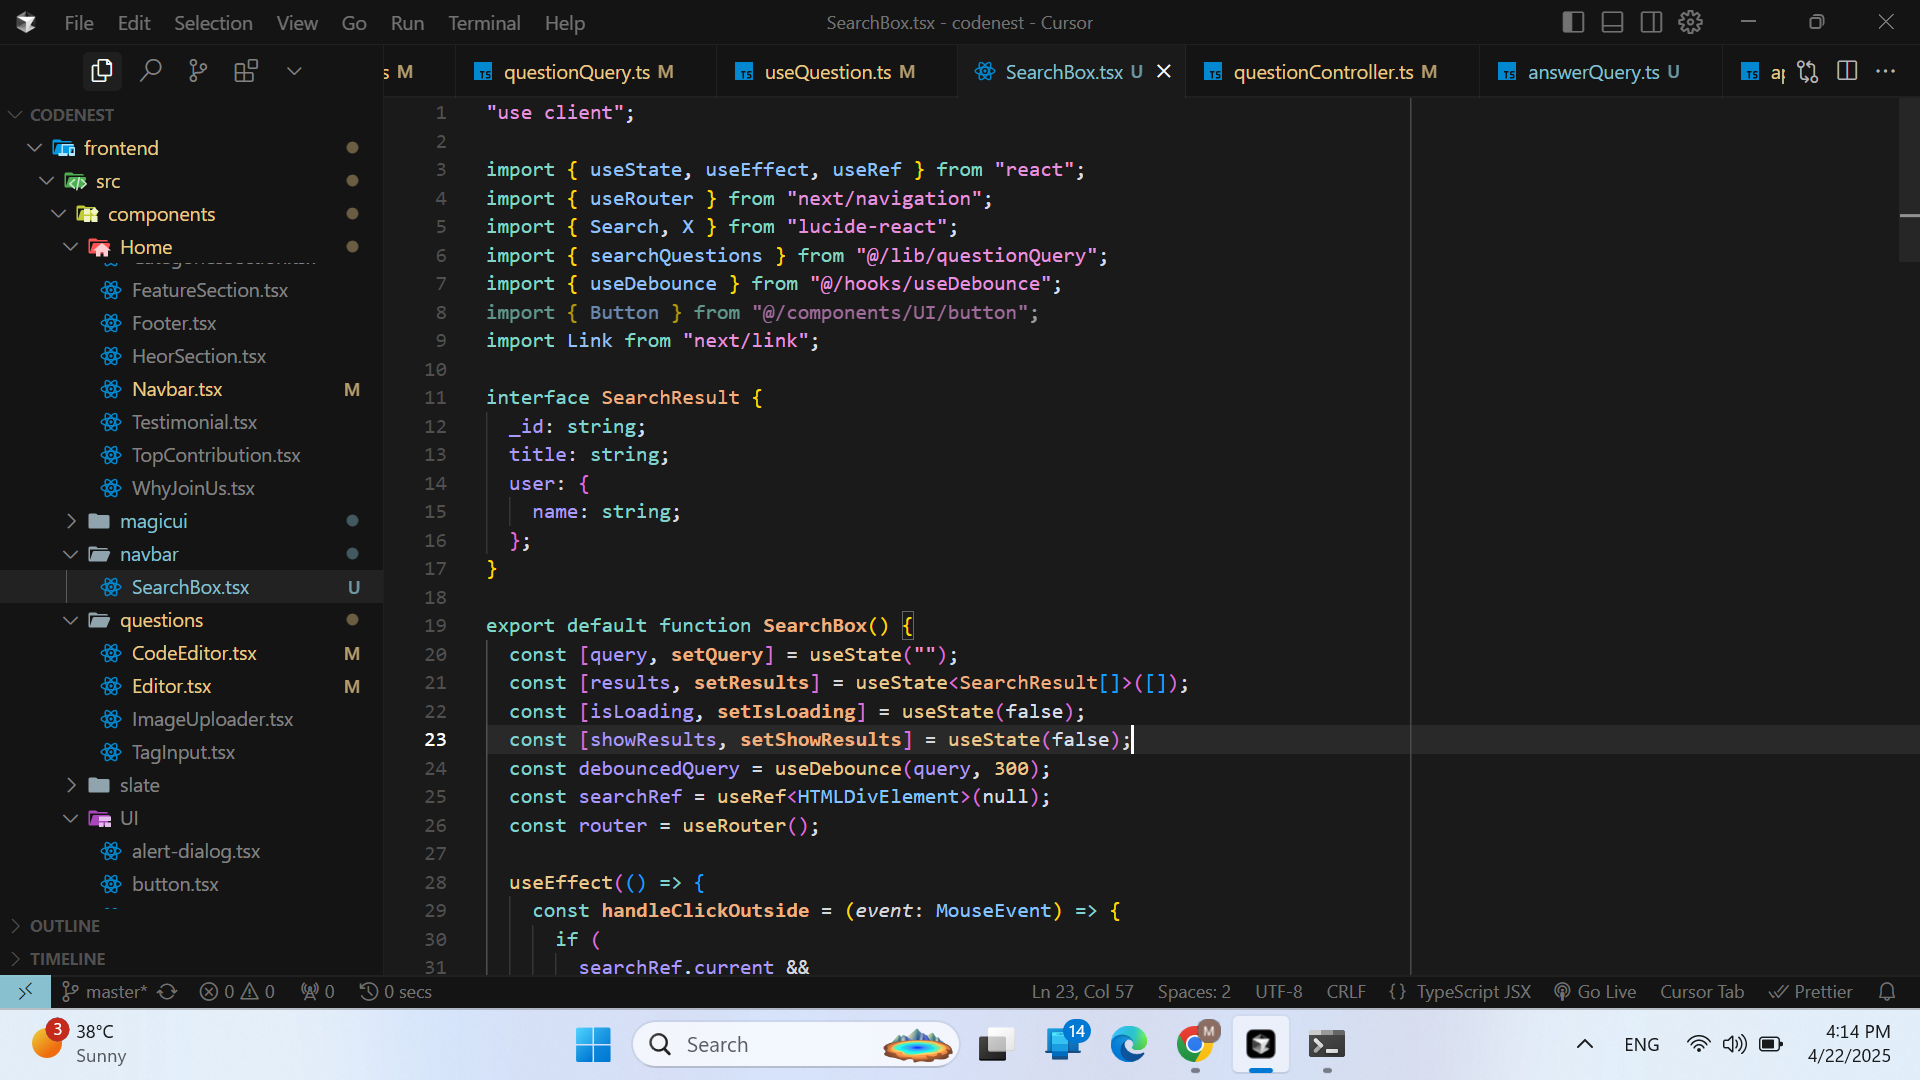 File Edit Selection View Go Run Terminal Help
SearchBox.tsx - codenest - Cursor
s M
questionQuery.ts M
useQuestion.ts M
SearchBox.tsx U
questionController.ts M
answerQuery.ts U
CODENEST
frontend
src
components
Home
FeatureSection.tsx
Footer.tsx
HeorSection.tsx
Navbar.tsx M
Testimonial.tsx
TopContribution.tsx
WhyJoinUs.tsx
magicui
navbar
SearchBox.tsx U
questions
CodeEditor.tsx M
Editor.tsx M
ImageUploader.tsx
TagInput.tsx
slate
UI
alert-dialog.tsx
button.tsx
OUTLINE
TIMELINE
1 "use client";
2
3 import { useState, useEffect, useRef } from "react";
4 import { useRouter } from "next/navigation";
5 import { Search, X } from "lucide-react";
6 import { searchQuestions } from "@/lib/questionQuery";
7 import { useDebounce } from "@/hooks/useDebounce";
8 import { Button } from "@/components/UI/button";
9 import Link from "next/link";
10
11 interface SearchResult {
12 _id: string;
13 title: string;
14 user: {
15 name: string;
16 };
17 }
18
19 export default function SearchBox() {
20 const [query, setQuery] = useState("");
21 const [results, setResults] = useState<SearchResult[]>([]);
22 const [isLoading, setIsLoading] = useState(false);
23 const [showResults, setShowResults] = useState(false);
24 const debouncedQuery = useDebounce(query, 300);
25 const searchRef = useRef<HTMLDivElement>(null);
26 const router = useRouter();
27
28 useEffect(() => {
29 const handleClickOutside = (event: MouseEvent) => {
30 if (
31 searchRef.current &&
master* 0 0 0 0 secs
Ln 23, Col 57 Spaces: 2 UTF-8 CRLF {} TypeScript JSX Go Live Cursor Tab Prettier
3 38°C
Sunny
Search
14
M
ENG
4:14 PM
4/22/2025